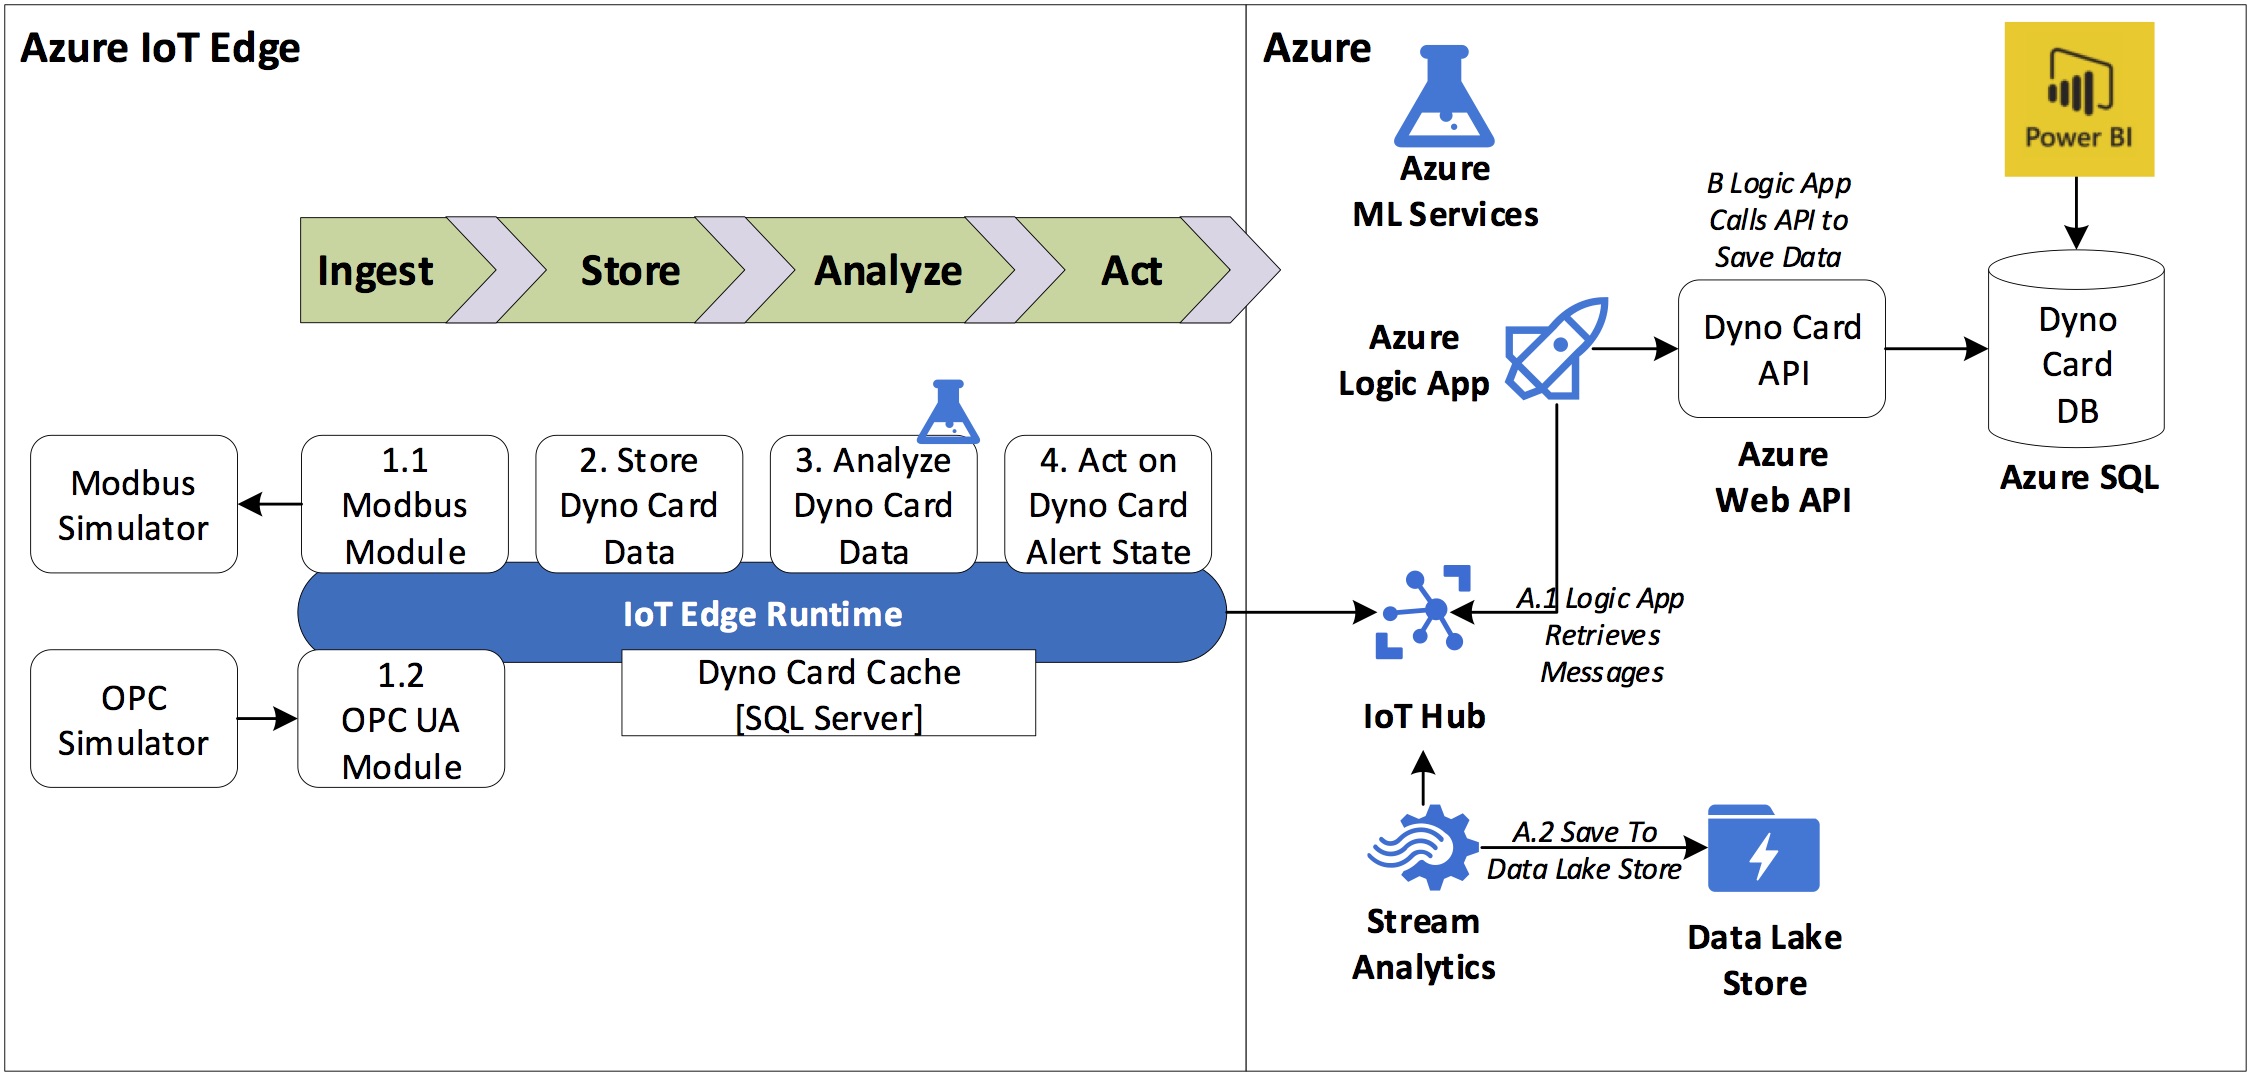 Azure IoT Edge
Ingest
Store
Analyze
Act
Modbus
Simulator
1.1
Modbus
Module
2. Store
Dyno Card
Data
3. Analyze
Dyno Card
Data
4. Act on
Dyno Card
Alert State
IoT Edge Runtime
OPC
Simulator
1.2
OPC UA
Module
Dyno Card Cache
[SQL Server]
Azure
Azure
ML Services
Power BI
B Logic App
Calls API to
Save Data
Azure
Logic App
Dyno Card
API
Azure
Web API
Dyno
Card
DB
Azure SQL
A.1 Logic App
Retrieves
Messages
IoT Hub
A.2 Save To
Data Lake Store
Stream
Analytics
Data Lake
Store